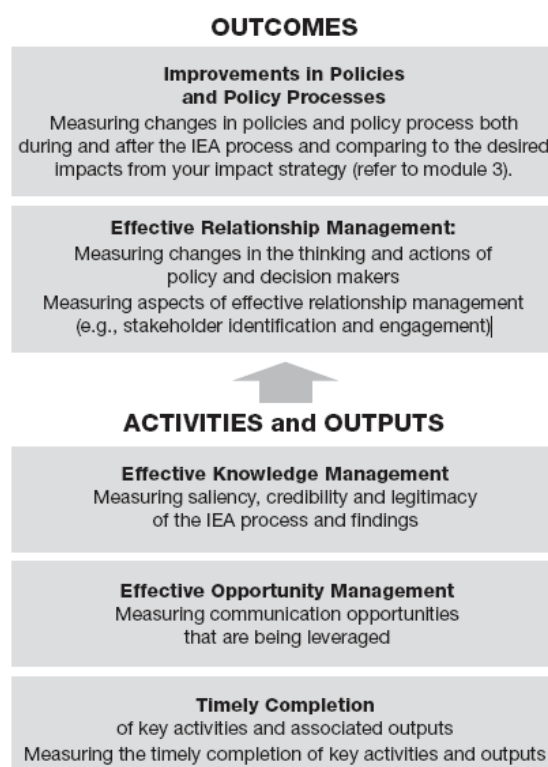 OUTCOMES
Improvements in Policies
and Policy Processes
Measuring changes in policies and policy process both
during and after the IEA process and comparing to the desired
impacts from your impact strategy (refer to module 3).
Effective Relationship Management:
Measuring changes in the thinking and actions of
policy and decision makers
Measuring aspects of effective relationship management
(e.g., stakeholder identification and engagement)
ACTIVITIES and OUTPUTS
Effective Knowledge Management
Measuring saliency, credibility and legitimacy
of the IEA process and findings
Effective Opportunity Management
Measuring communication opportunities
that are being leveraged
Timely Completion
of key activities and associated outputs
Measuring the timely completion of key activities and outputs